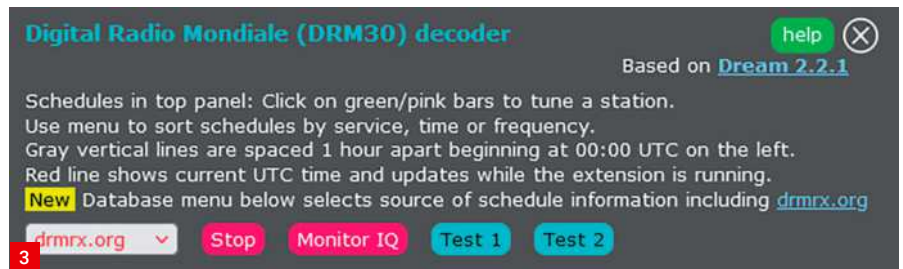 Digital Radio Mondiale (DRM30) decoder help
Based on Dream 2.2.1
Schedules in top panel: Click on green/pink bars to tune a station.
Use menu to sort schedules by service, time or frequency.
Gray vertical lines are spaced 1 hour apart beginning at 00:00 UTC on the left.
Red line shows current UTC time and updates while the extension is running.
New Database menu below selects source of schedule information including drmrx.org
drmrx.org Stop Monitor IQ Test 1 Test 2
3